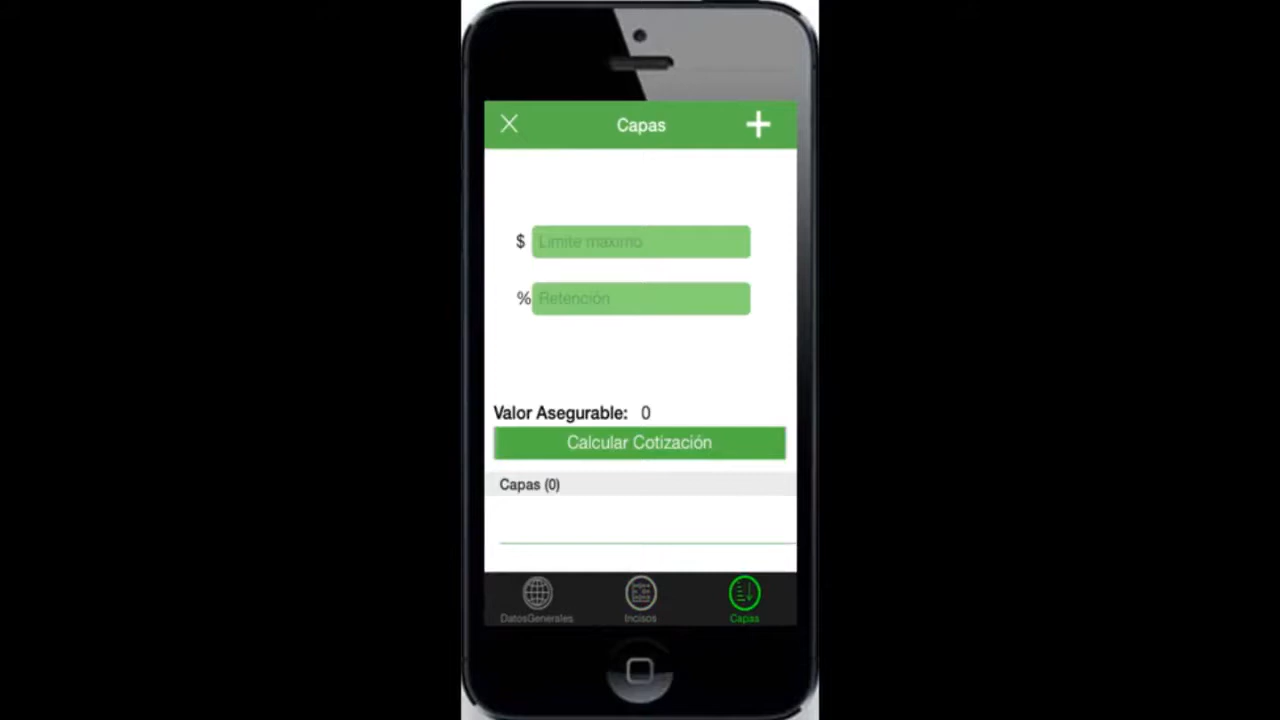 Capas
$ Limite maximo
% Retención
Valor Asegurable: 0
Calcular Cotización
Capas (0)
DatosGenerales Incisos Capas